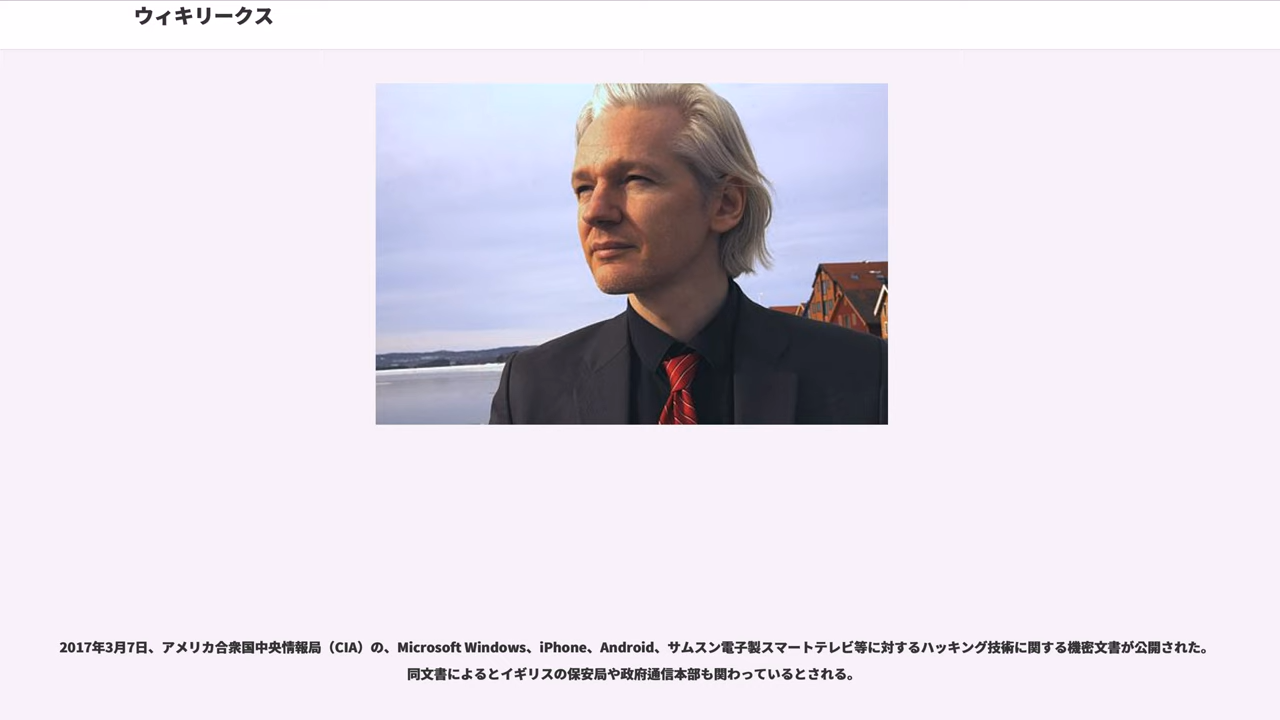 ウィキリークス
2017年3月7日、アメリカ合衆国中央情報局（CIA）の、Microsoft Windows、iPhone、Android、サムスン電子製スマートテレビ等に対するハッキング技術に関する機密文書が公開された。
同文書によるとイギリスの保安局や政府通信本部も関わっているとされる。